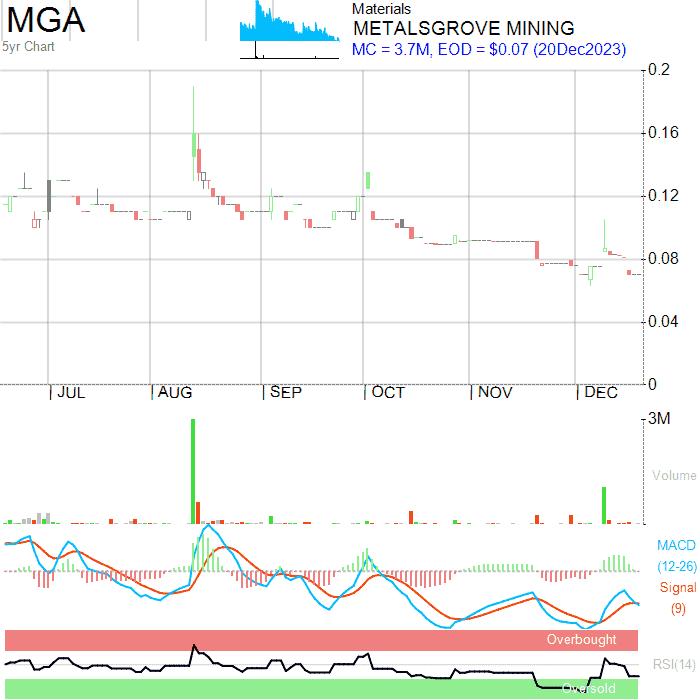 MGA
5yr Chart
Materials
METALSGROVE MINING
MC = 3.7M, EOD = $0.07 (20Dec2023)
0.2
0.16
0.12
0.08
0.04
0
JUL AUG SEP OCT NOV DEC
3M
Volume
MACD
(12-26)
Signal
(9)
Overbought
RSI(14)
Oversold